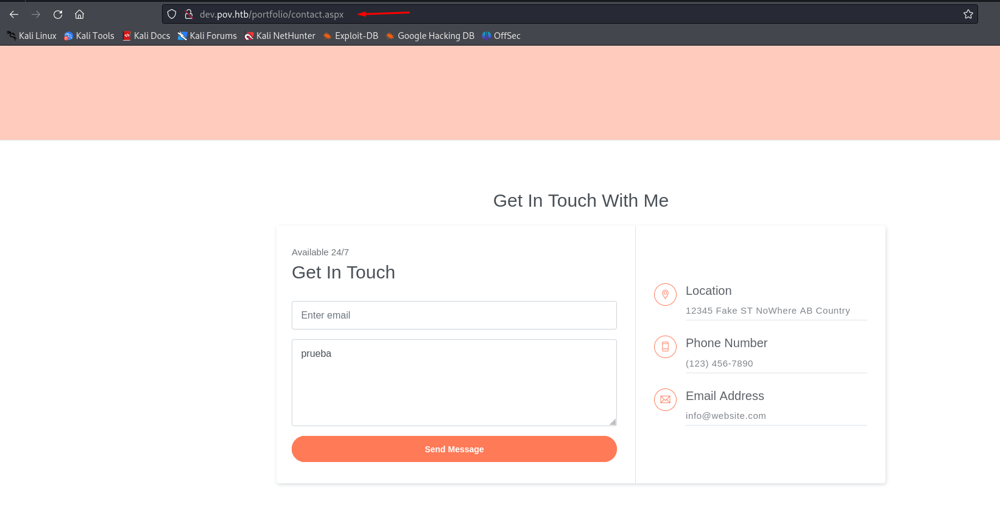 dev.pov.htb/portfolio/contact.aspx
Kali Linux Kali Tools Kali Docs Kali Forums Kali NetHunter Exploit-DB Google Hacking DB OffSec
Get In Touch With Me
Available 24/7
Get In Touch
Enter email
prueba
Send Message
Location
12345 Fake ST NoWhere AB Country
Phone Number
(123) 456-7890
Email Address
info@website.com